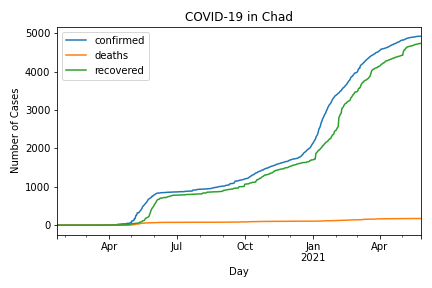 COVID-19 in Chad
confirmed
deaths
recovered
Number of Cases
5000
4000
3000
2000
1000
0
Apr
Jul
Oct
Jan
2021
Apr
Day